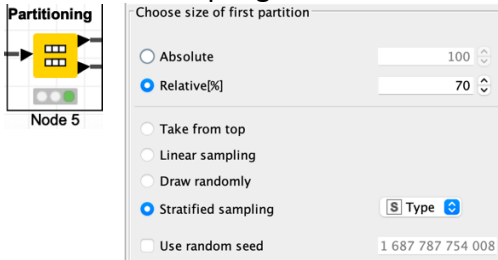 Partitioning
Node 5
Choose size of first partition
Absolute 100
Relative[%] 70
Take from top
Linear sampling
Draw randomly
Stratified sampling S Type
Use random seed 1 687 787 754 008